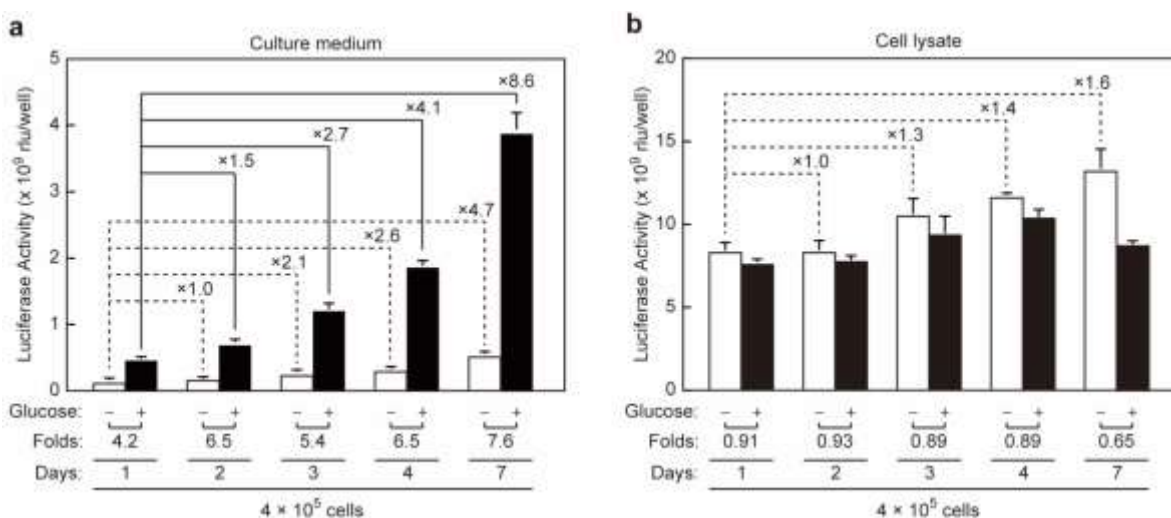 a
Culture medium
Luciferase Activity (x 10⁹ rlu/well)
5
4
3
2
1
0
×8.6
×4.1
×2.7
×1.5
×4.7
×2.6
×2.1
×1.0
Glucose: − + − + − + − + − +
Folds: 4.2 6.5 5.4 6.5 7.6
Days: 1 2 3 4 7
4 × 10⁵ cells
b
Cell lysate
Luciferase Activity (x 10⁹ rlu/well)
20
15
10
5
0
×1.6
×1.4
×1.3
×1.0
Glucose: − + − + − + − + − +
Folds: 0.91 0.93 0.89 0.89 0.65
Days: 1 2 3 4 7
4 × 10⁵ cells